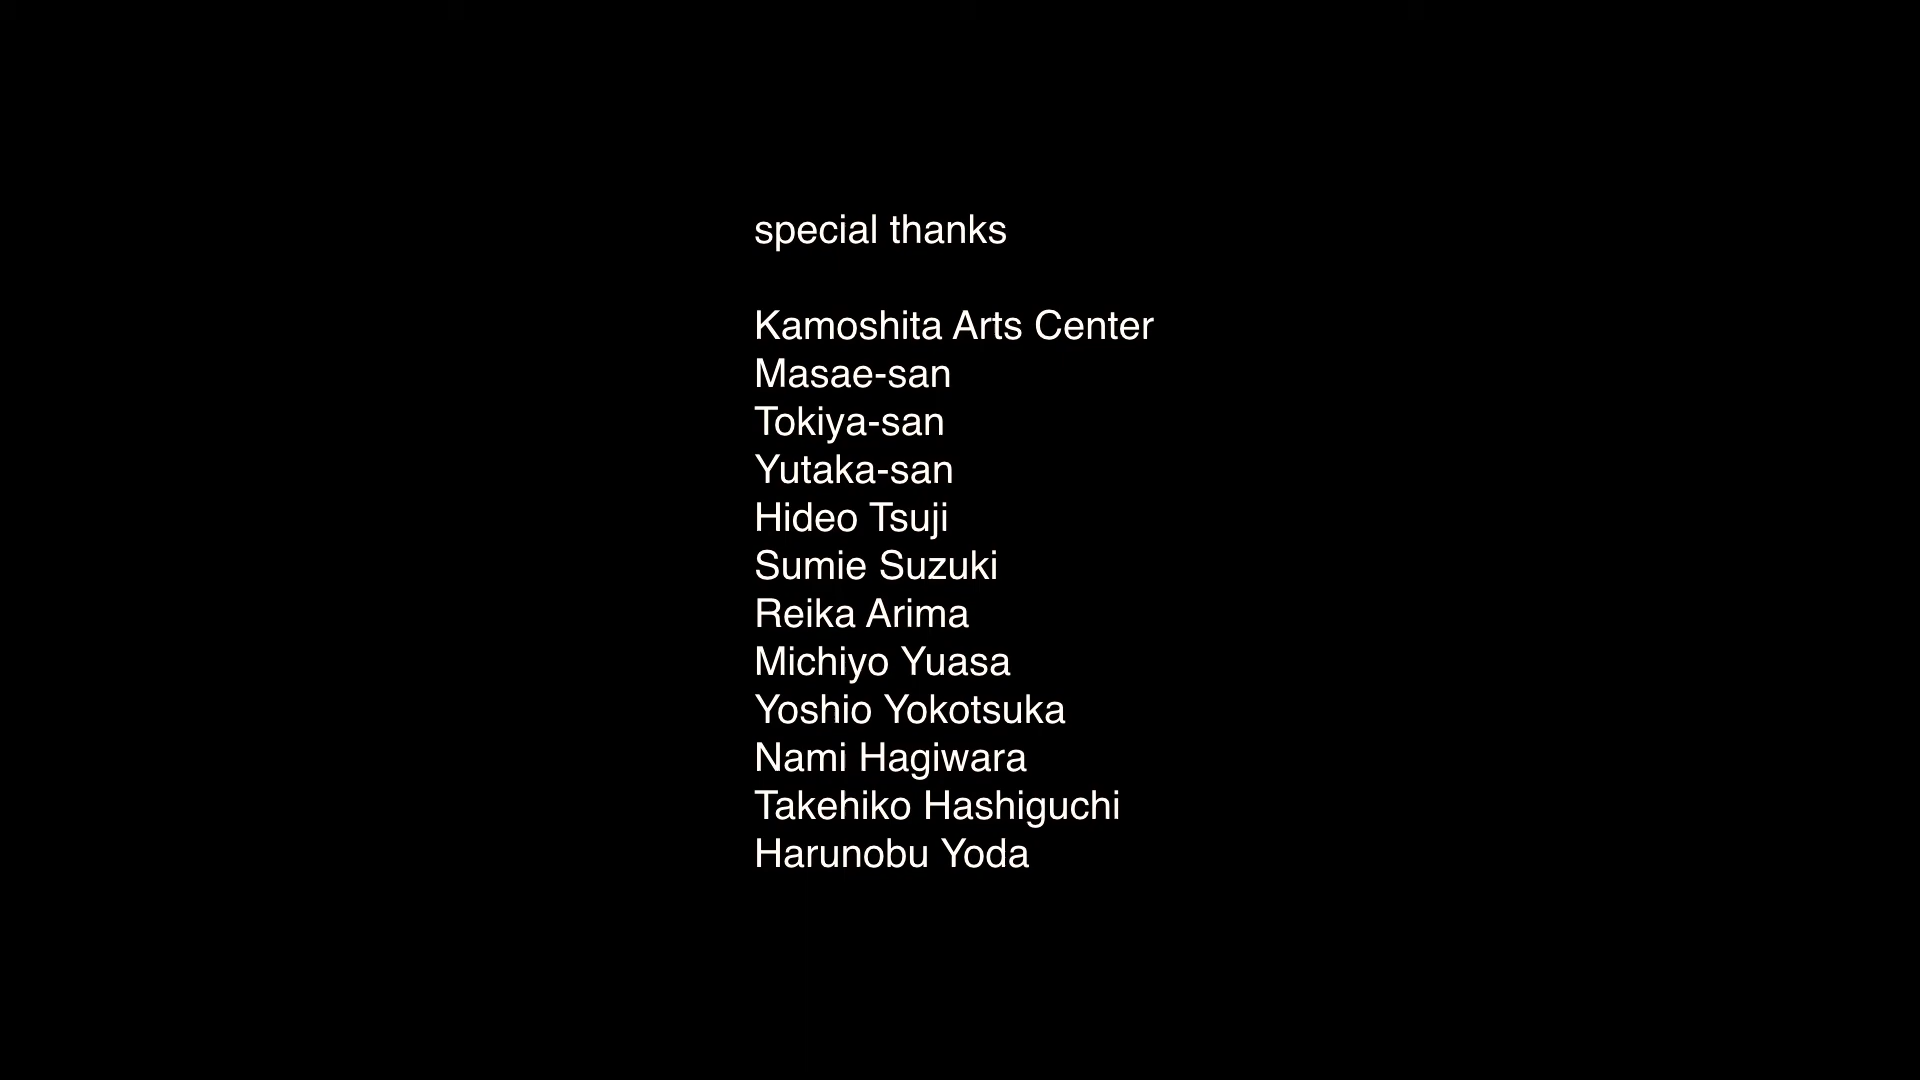 special thanks
Kamoshita Arts Center
Masae-san
Tokiya-san
Yutaka-san
Hideo Tsuji
Sumie Suzuki
Reika Arima
Michiyo Yuasa
Yoshio Yokotsuka
Nami Hagiwara
Takehiko Hashiguchi
Harunobu Yoda